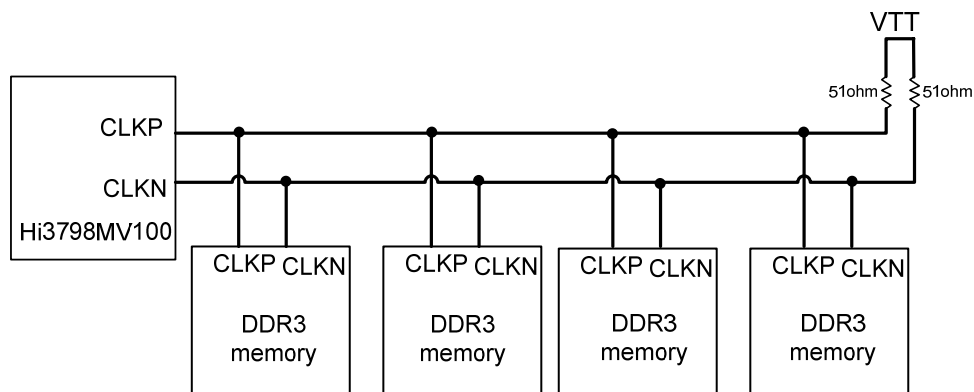 VTT
51ohm 51ohm
CLKP
CLKN
Hi3798MV100
CLKP CLKN
DDR3
memory
CLKP CLKN
DDR3
memory
CLKP CLKN
DDR3
memory
CLKP CLKN
DDR3
memory